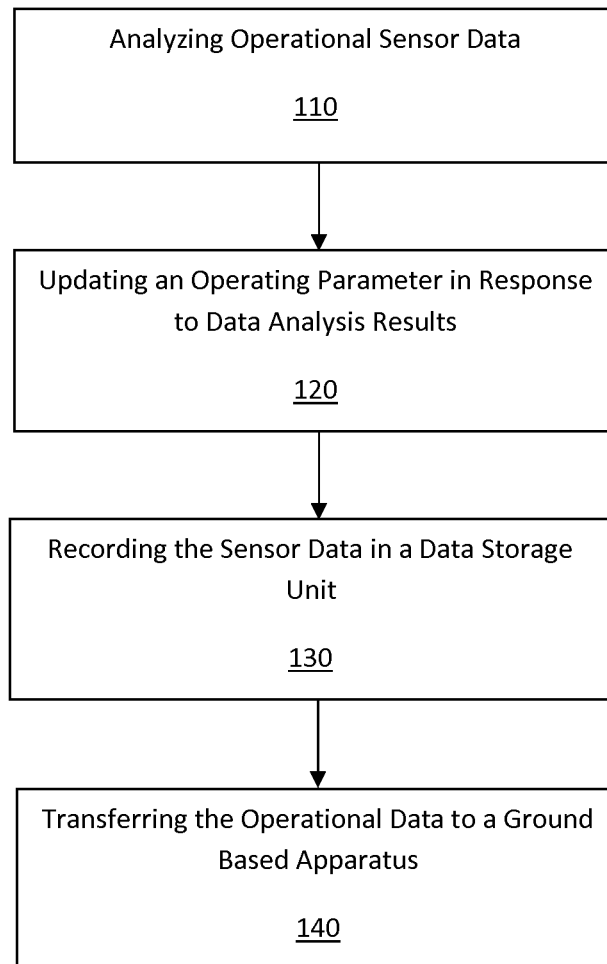 Analyzing Operational Sensor Data
110
Updating an Operating Parameter in Response
to Data Analysis Results
120
Recording the Sensor Data in a Data Storage
Unit
130
Transferring the Operational Data to a Ground
Based Apparatus
140